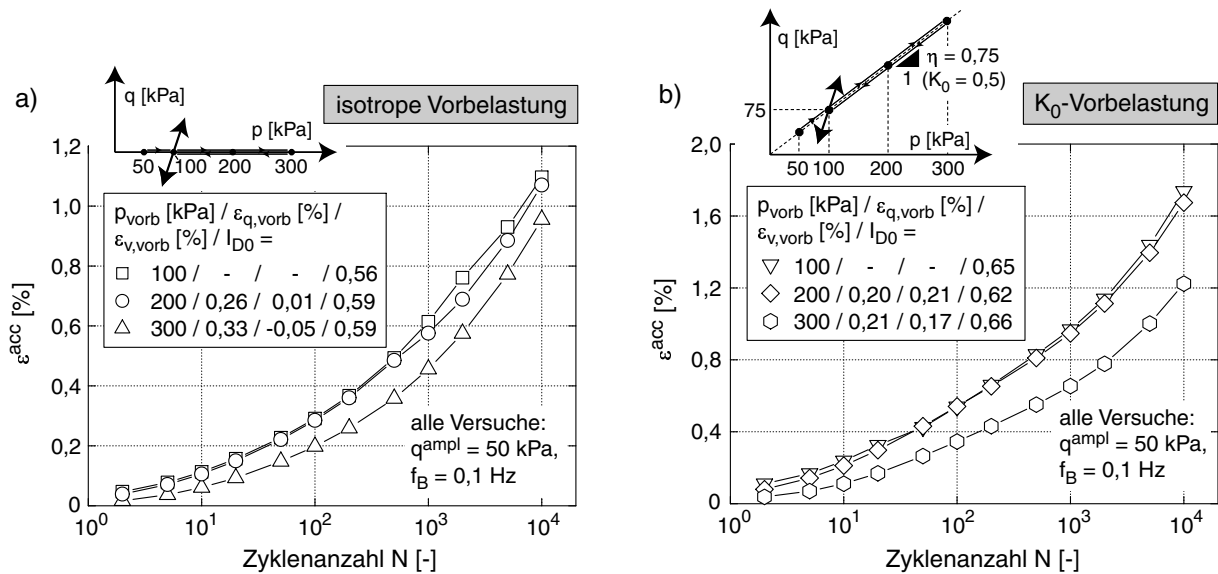 a)
q [kPa]
p [kPa]
50 100 200 300
isotrope Vorbelastung
1,2
1,0
0,8
0,6
0,4
0,2
0
ε^acc [%]
p_vorb [kPa] / ε_q,vorb [%] /
ε_v,vorb [%] / I_D0 =
100 / - / - / 0,56
200 / 0,26 / 0,01 / 0,59
300 / 0,33 / -0,05 / 0,59
alle Versuche:
q^ampl = 50 kPa,
f_B = 0,1 Hz
10^0 10^1 10^2 10^3 10^4
Zyklenanzahl N [-]
b)
q [kPa]
η = 0,75
1 (K_0 = 0,5)
75
p [kPa]
50 100 200 300
K_0-Vorbelastung
2,0
1,6
1,2
0,8
0,4
0
ε^acc [%]
p_vorb [kPa] / ε_q,vorb [%] /
ε_v,vorb [%] / I_D0 =
100 / - / - / 0,65
200 / 0,20 / 0,21 / 0,62
300 / 0,21 / 0,17 / 0,66
alle Versuche:
q^ampl = 50 kPa,
f_B = 0,1 Hz
10^0 10^1 10^2 10^3 10^4
Zyklenanzahl N [-]